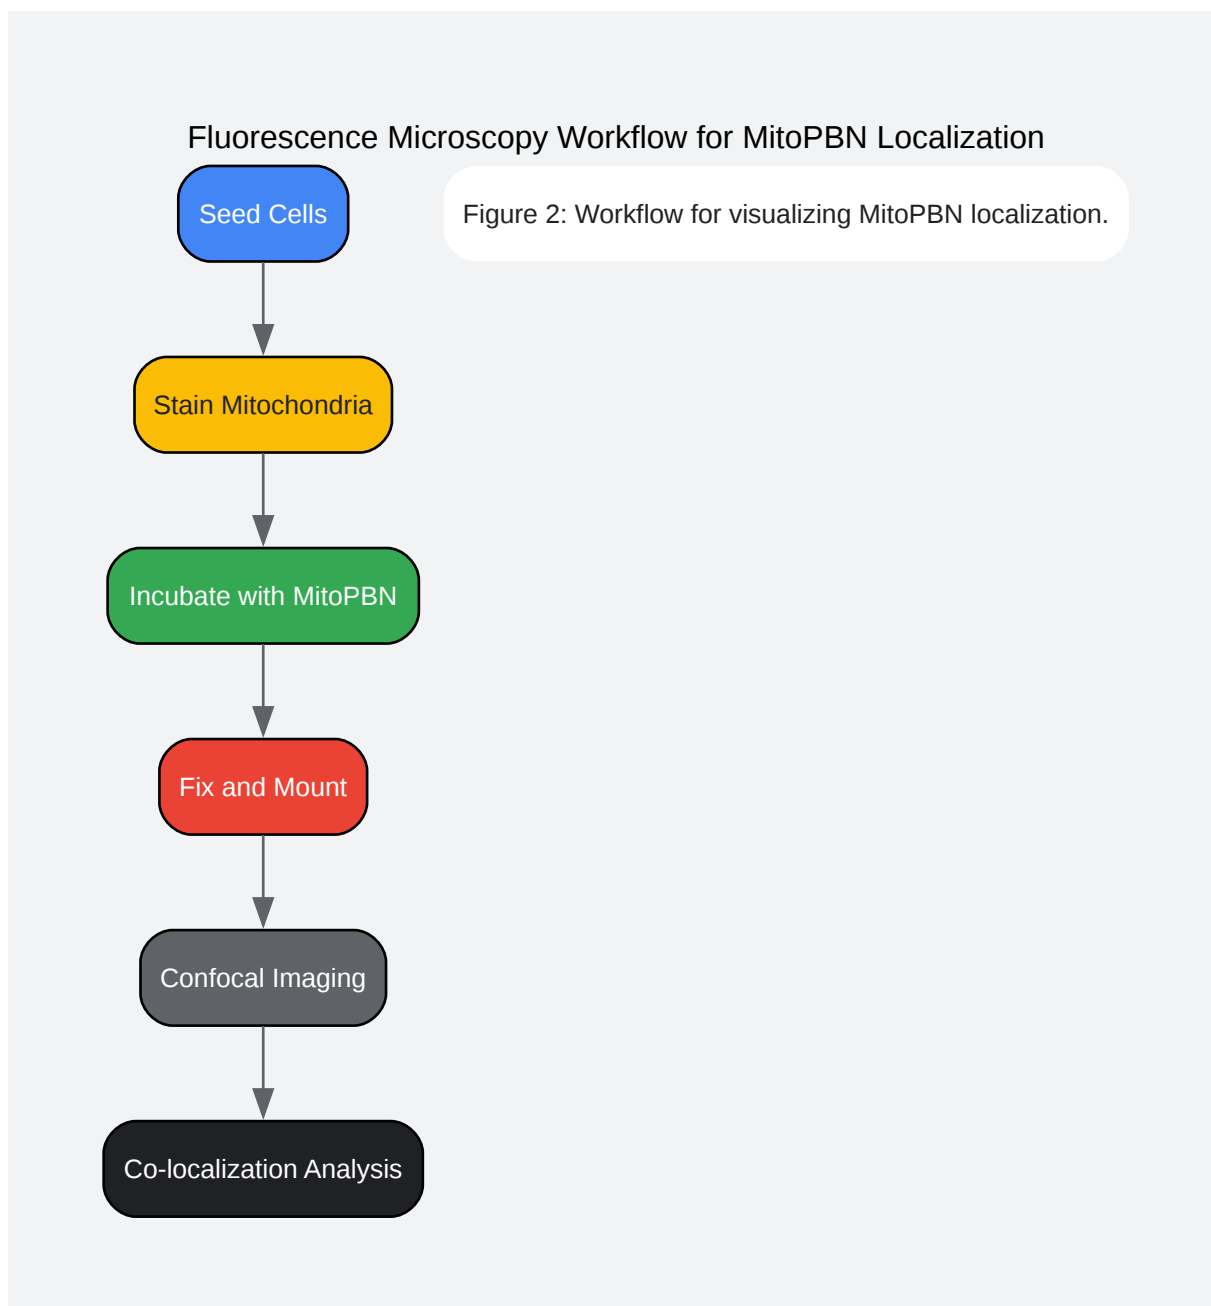 Fluorescence Microscopy Workflow for MitoPBN Localization
Seed Cells
Figure 2: Workflow for visualizing MitoPBN localization.
Stain Mitochondria
Incubate with MitoPBN
Fix and Mount
Confocal Imaging
Co-localization Analysis